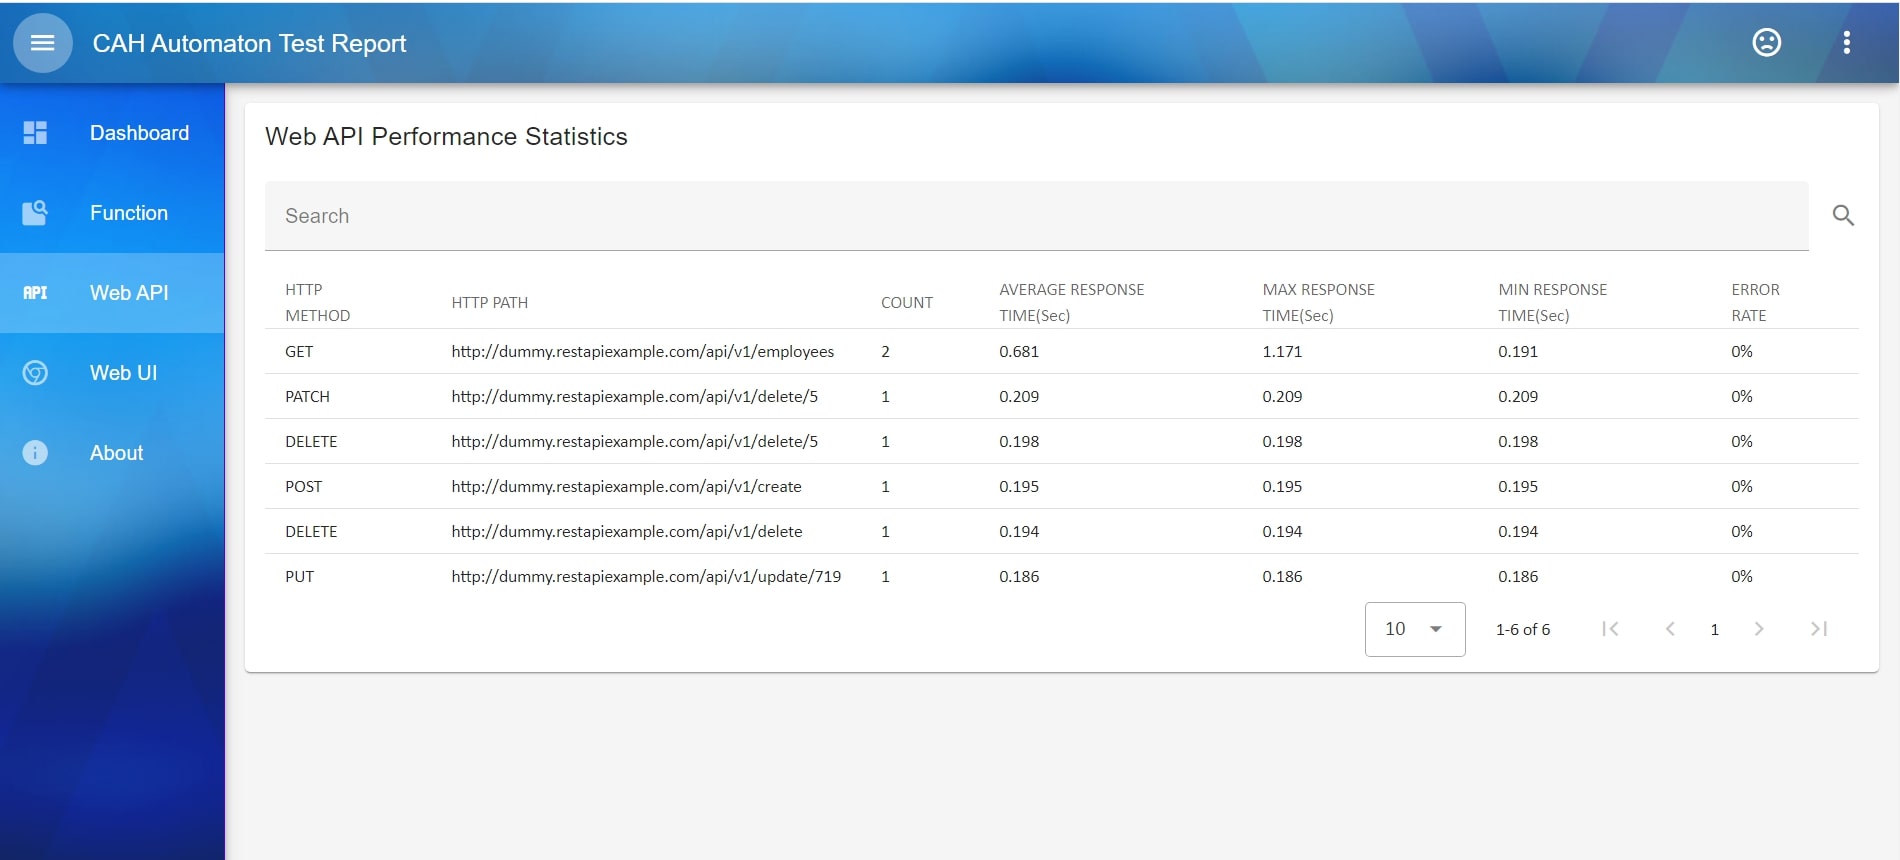 CAH Automaton Test Report
Dashboard
Function
API Web API
Web UI
About
Web API Performance Statistics
Search
HTTP METHOD HTTP PATH COUNT AVERAGE RESPONSE TIME(Sec) MAX RESPONSE TIME(Sec) MIN RESPONSE TIME(Sec) ERROR RATE
GET http://dummy.restapiexample.com/api/v1/employees 2 0.681 1.171 0.191 0%
PATCH http://dummy.restapiexample.com/api/v1/delete/5 1 0.209 0.209 0.209 0%
DELETE http://dummy.restapiexample.com/api/v1/delete/5 1 0.198 0.198 0.198 0%
POST http://dummy.restapiexample.com/api/v1/create 1 0.195 0.195 0.195 0%
DELETE http://dummy.restapiexample.com/api/v1/delete 1 0.194 0.194 0.194 0%
PUT http://dummy.restapiexample.com/api/v1/update/719 1 0.186 0.186 0.186 0%
10 1-6 of 6 1